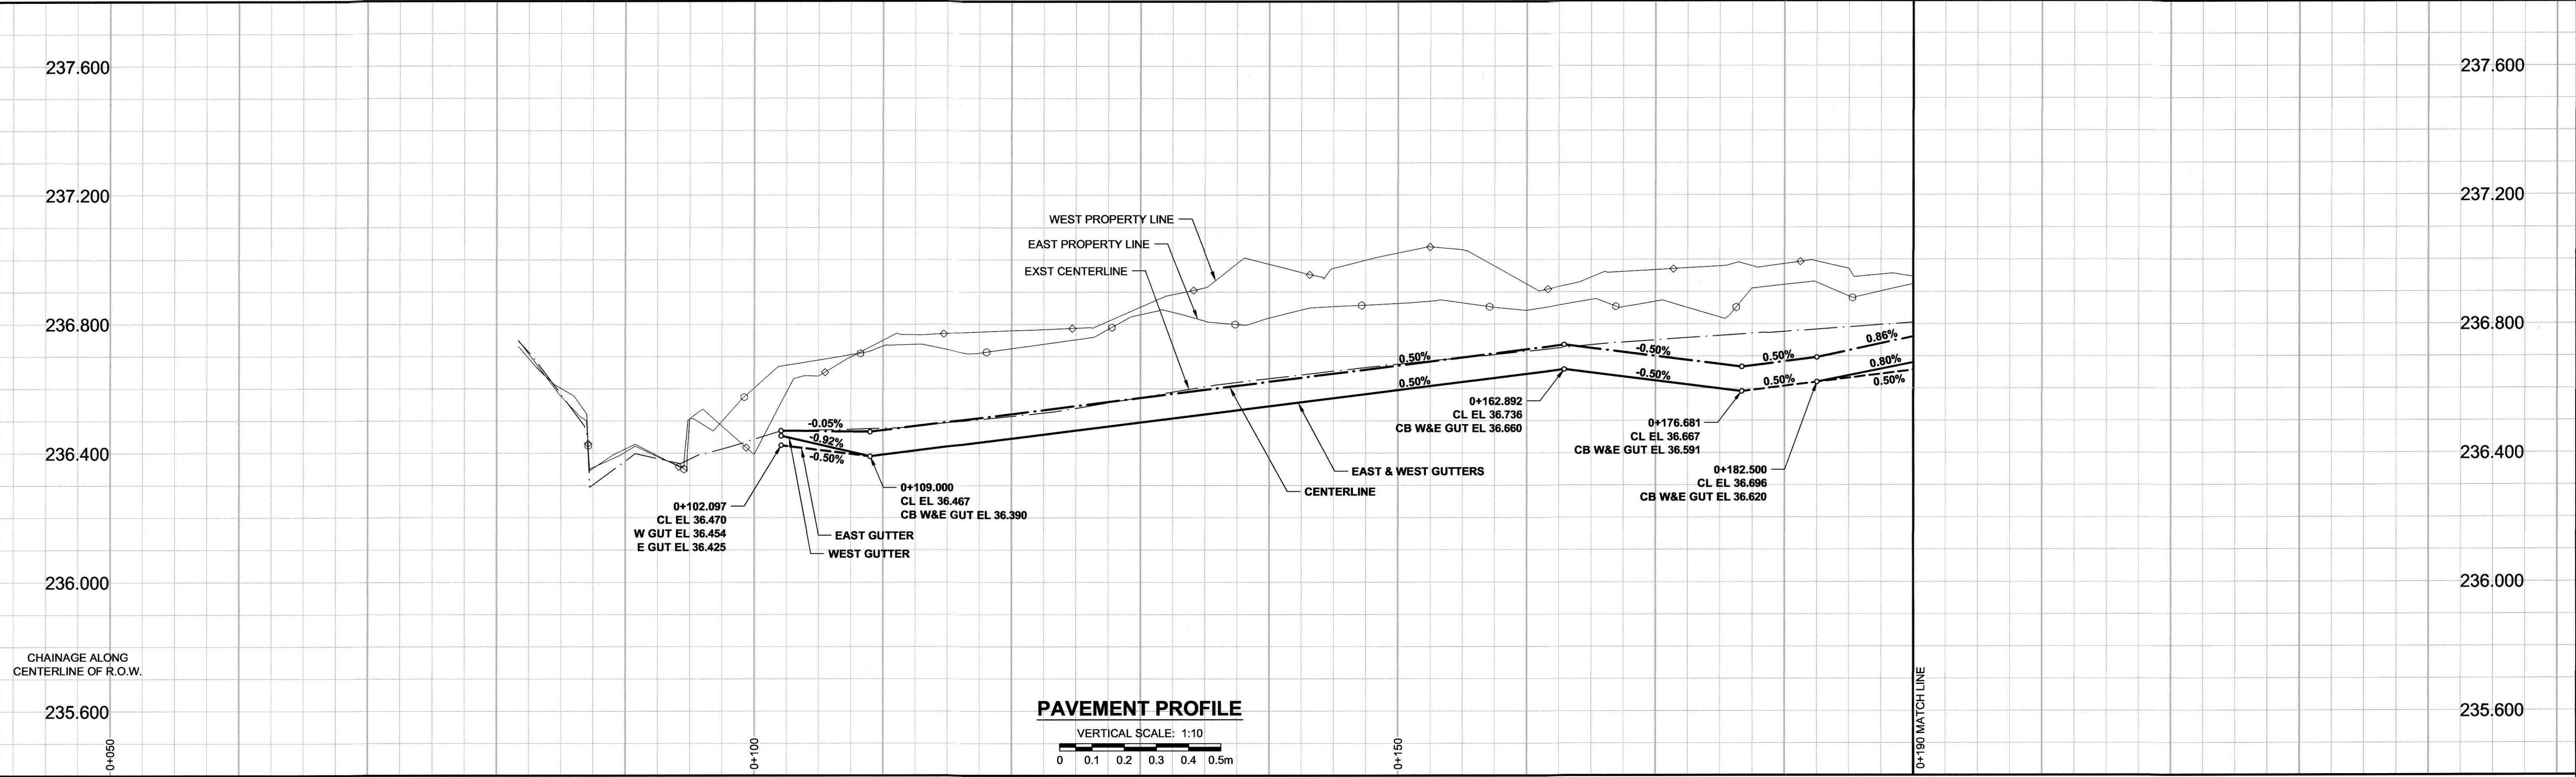 237.600
237.600
237.200
237.200
WEST PROPERTY LINE
EAST PROPERTY LINE
EXST CENTERLINE
236.800
236.800
0.86%
0.50%
-0.50%
0.50%
0.80%
0.50%
-0.50%
0.50%
0.50%
0+162.892
CL EL 36.736
CB W&E GUT EL 36.660
0+176.681
CL EL 36.667
CB W&E GUT EL 36.591
0+182.500
CL EL 36.696
CB W&E GUT EL 36.620
-0.05%
-0.92%
-0.50%
236.400
236.400
EAST & WEST GUTTERS
CENTERLINE
0+109.000
CL EL 36.467
CB W&E GUT EL 36.390
0+102.097
CL EL 36.470
W GUT EL 36.454
E GUT EL 36.425
EAST GUTTER
WEST GUTTER
236.000
236.000
CHAINAGE ALONG
CENTERLINE OF R.O.W.
235.600
235.600
PAVEMENT PROFILE
VERTICAL SCALE: 1:10
0 0.1 0.2 0.3 0.4 0.5m
0+050
0+100
0+150
0+190 MATCH LINE